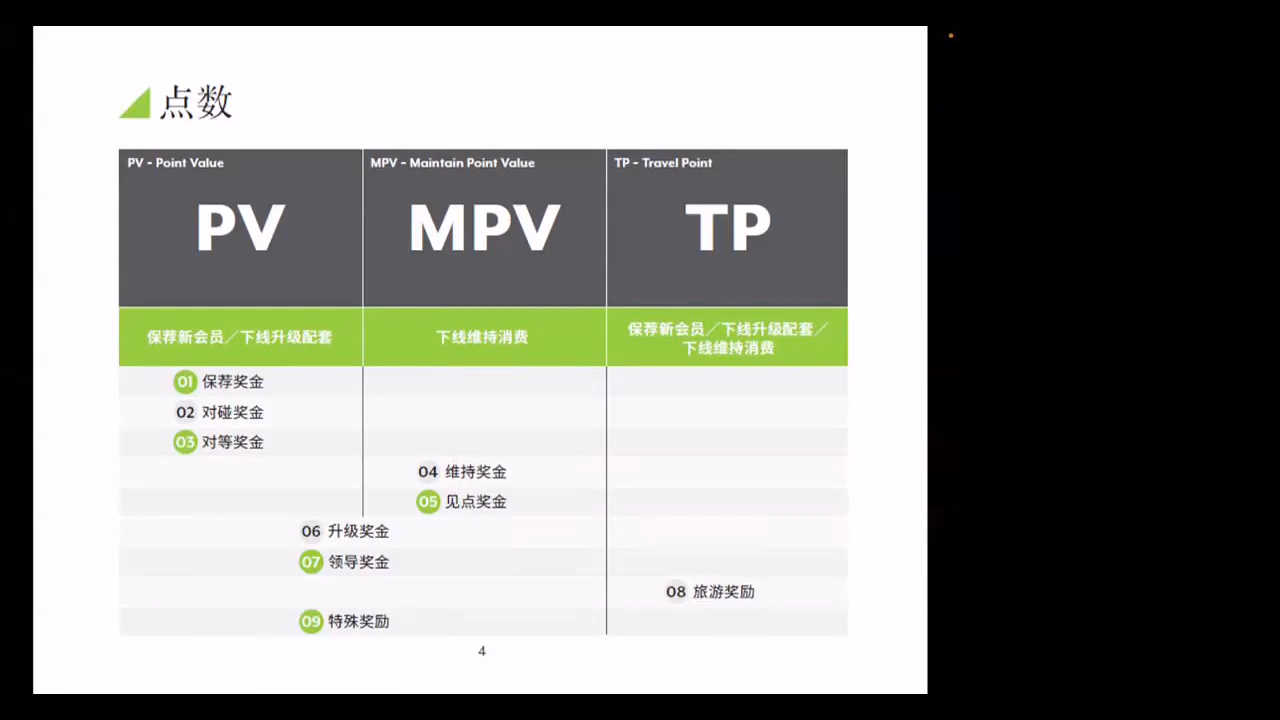 点数
PV - Point Value
MPV - Maintain Point Value
TP - Travel Point
PV
MPV
TP
保荐新会员／下线升级配套
下线维持消费
保荐新会员／下线升级配套／
下线维持消费
01 保荐奖金
02 对碰奖金
03 对等奖金
04 维持奖金
05 见点奖金
06 升级奖金
07 领导奖金
08 旅游奖励
09 特殊奖励
4